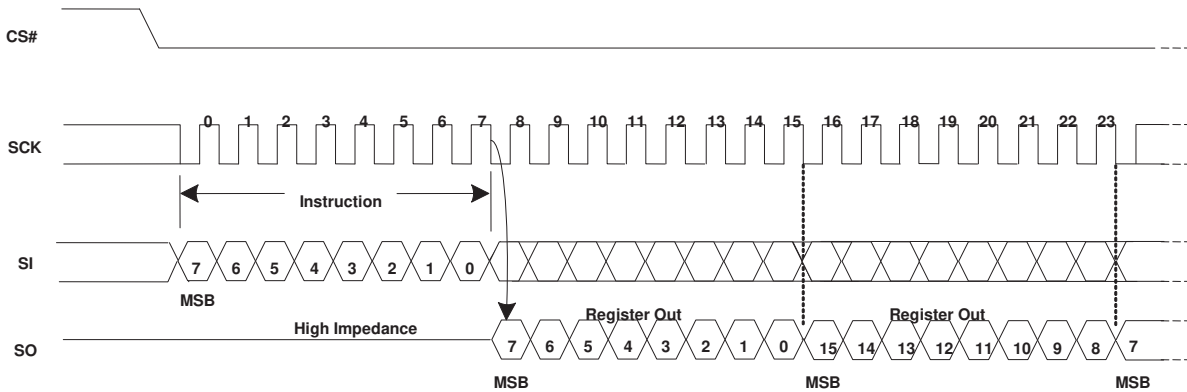 CS#
0 1 2 3 4 5 6 7 8 9 10 11 12 13 14 15 16 17 18 19 20 21 22 23
SCK
Instruction
SI
7 6 5 4 3 2 1 0
MSB
High Impedance
Register Out
Register Out
SO
7 6 5 4 3 2 1 0 15 14 13 12 11 10 9 8 7
MSB
MSB
MSB